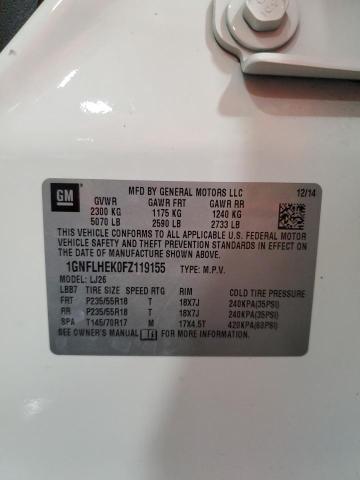 GM
MFD BY GENERAL MOTORS LLC 12/14
GVWR GAWR FRT GAWR RR
2300 KG 1175 KG 1240 KG
5070 LB 2590 LB 2733 LB
THIS VEHICLE CONFORMS TO ALL APPLICABLE U.S. FEDERAL MOTOR
VEHICLE SAFETY AND THEFT PREVENTION STANDARDS IN EFFECT ON
THE DATE OF MANUFACTURE SHOWN ABOVE.
1GNFLHEK0FZ119155 TYPE: M.P.V.
MODEL: LJ26
LBB7 TIRE SIZE SPEED RTG RIM COLD TIRE PRESSURE
FRT P235/55R18 T 18X7J 240KPA(35PSI)
RR P235/55R18 T 18X7J 240KPA(35PSI)
SPA T145/70R17 M 17X4.5T 420KPA(60PSI)
SEE OWNER'S MANUAL FOR MORE INFORMATION.